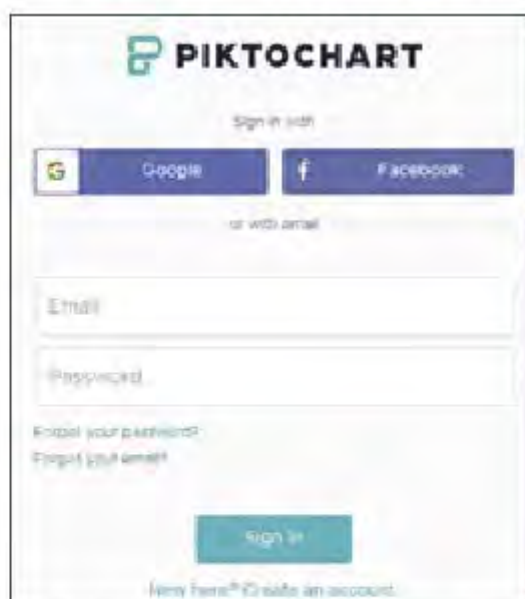 PIKTOCHART
Sign in with
G Google f Facebook
or with email
Email
Password
Forgot your password?
Forgot your email?
Sign in
New here? Create an account